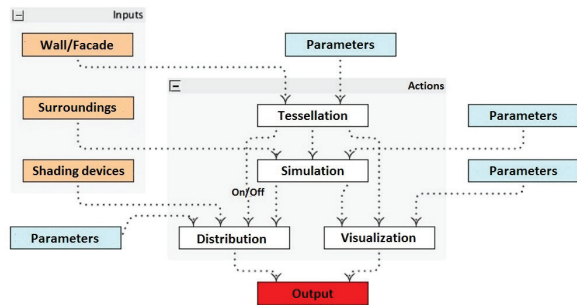 Inputs
Wall/Facade
Parameters
Actions
Surroundings
Tessellation
Parameters
Shading devices
Simulation
Parameters
On/Off
Parameters
Distribution
Visualization
Output